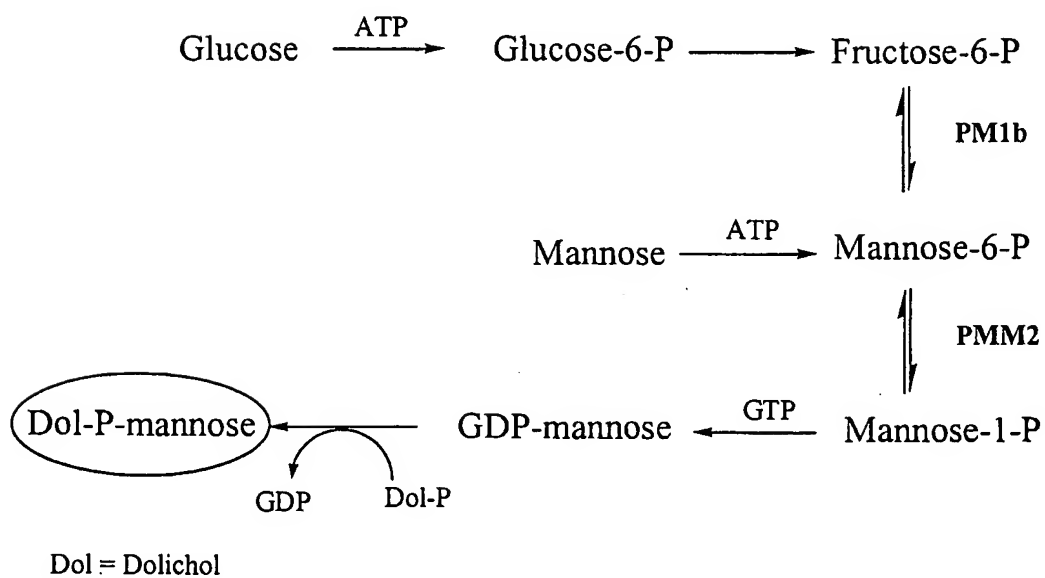 ATP
Glucose Glucose-6-P Fructose-6-P
PM1b
ATP
Mannose Mannose-6-P
PMM2
GTP
Dol-P-mannose GDP-mannose Mannose-1-P
GDP Dol-P
Dol = Dolichol